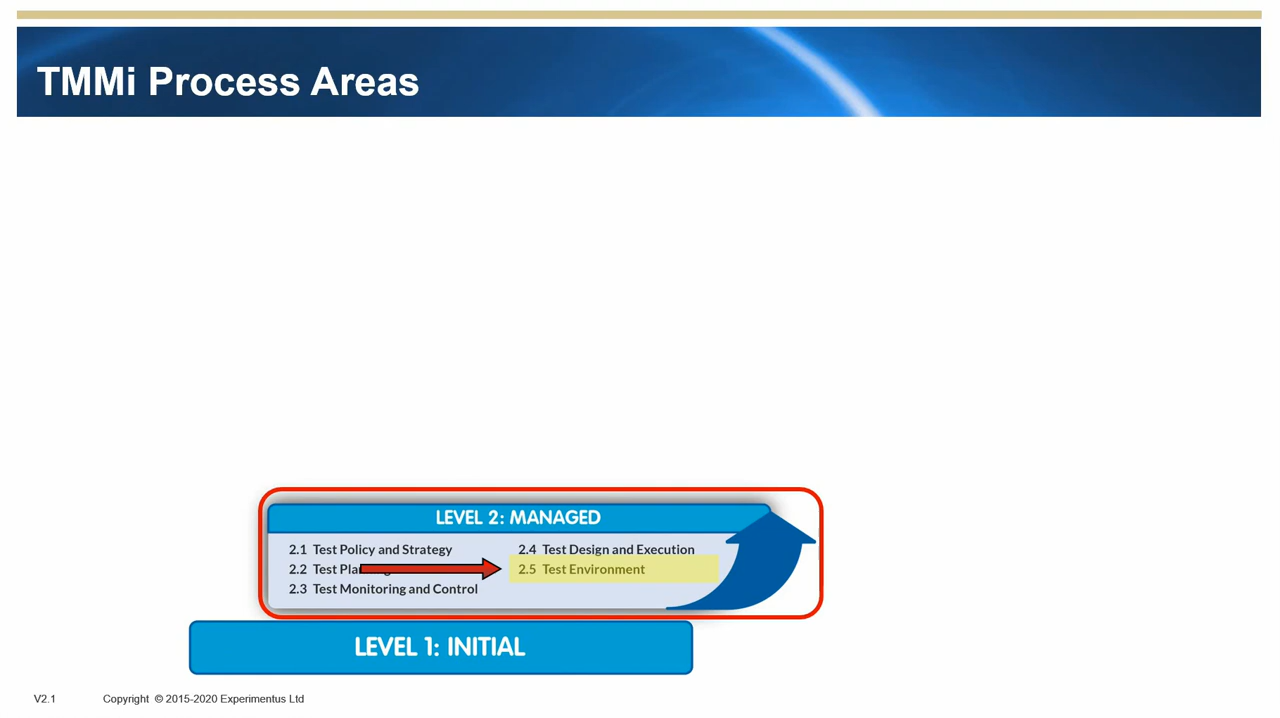 TMMi Process Areas
LEVEL 2: MANAGED
2.1 Test Policy and Strategy
2.2 Test
2.3 Test Monitoring and Control
2.4 Test Design and Execution
2.5 Test Environment
LEVEL 1: INITIAL
V2.1 Copyright © 2015-2020 Experimentus Ltd